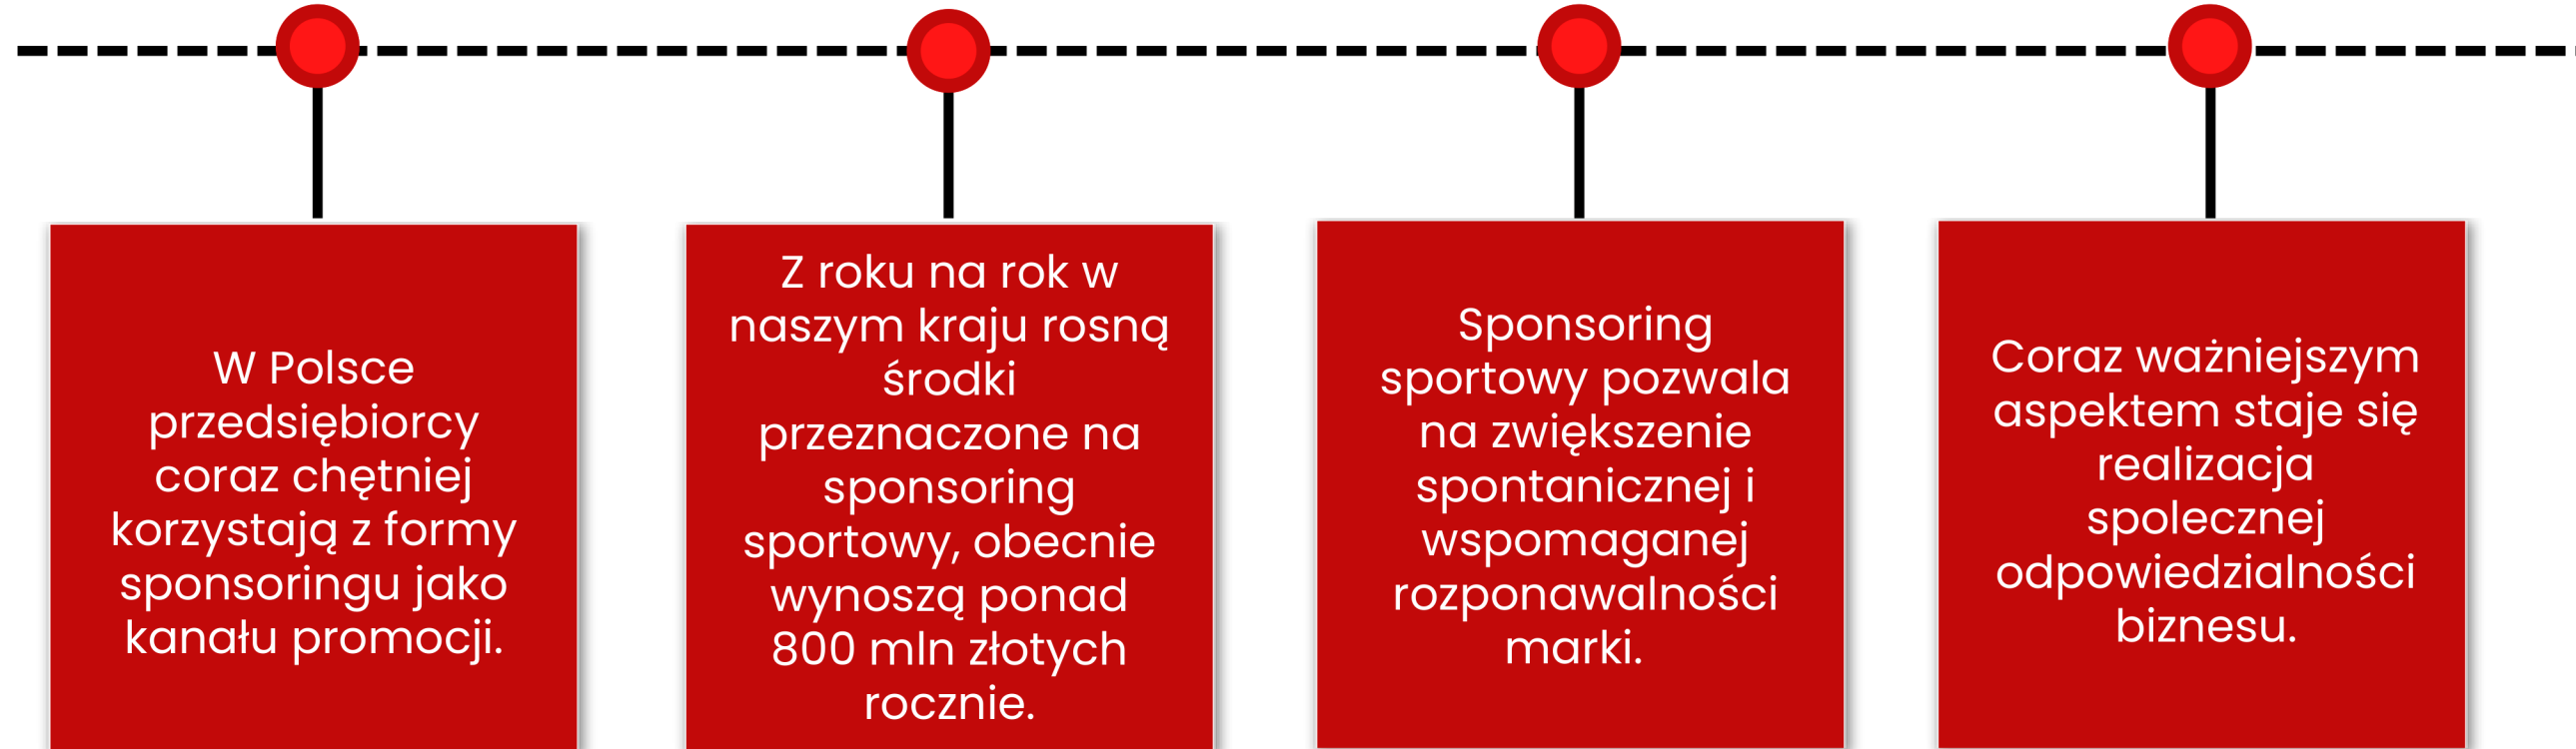 W Polsce
przedsiębiorcy
coraz chętniej
korzystają z formy
sponsoringu jako
kanału promocji.
Z roku na rok w
naszym kraju rosną
środki
przeznaczone na
sponsoring
sportowy, obecnie
wynoszą ponad
800 mln złotych
rocznie.
Sponsoring
sportowy pozwala
na zwiększenie
spontanicznej i
wspomaganej
rozponawalności
marki.
Coraz ważniejszym
aspektem staje się
realizacja
spolecznej
odpowiedzialności
biznesu.